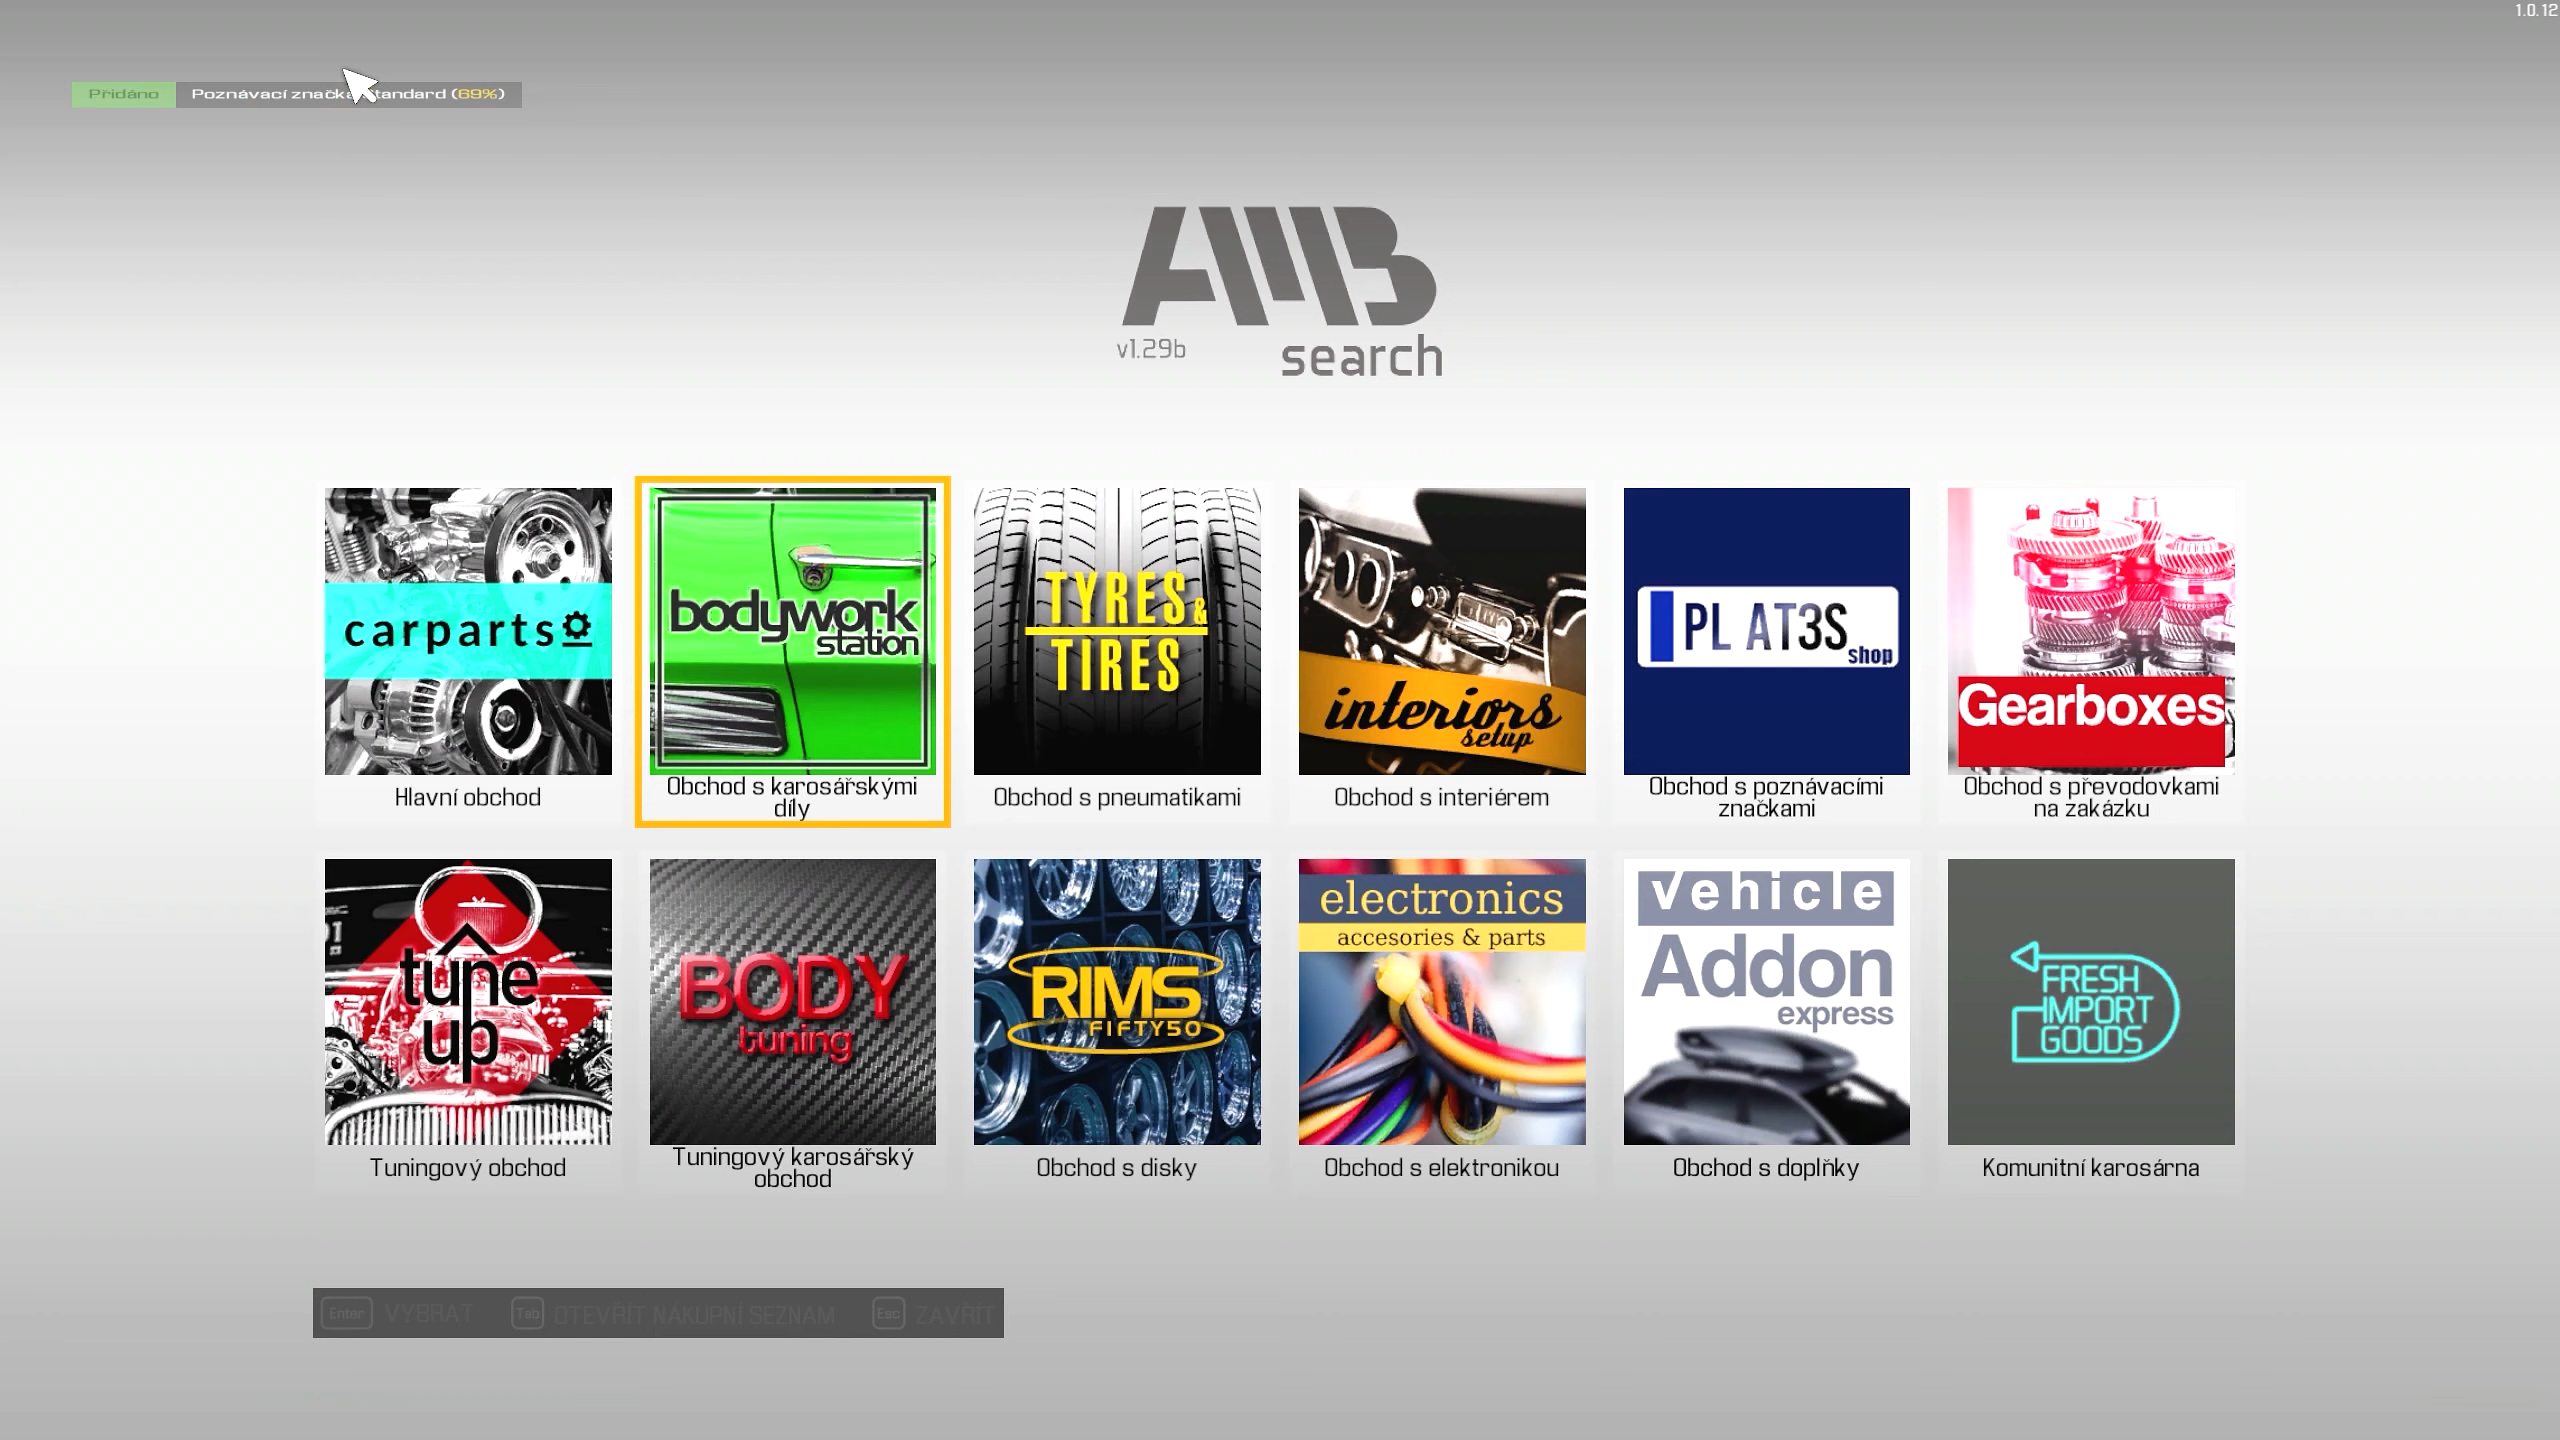 1.0.12
Přidáno Poznávací značka tandard (69%)
AMB
v1.29b search
carparts
bodywork
station
TYRES &
TIRES
interiors
setup
PL AT3S
shop
Gearboxes
Hlavní obchod
Obchod s karosářskými
díly
Obchod s pneumatikami
Obchod s interiérem
Obchod s poznávacími
značkami
Obchod s převodovkami
na zakázku
tune
up
BODY
tuning
RIMS
FIFTY50
electronics
accesories & parts
vehicle
Addon
express
FRESH
IMPORT
GOODS
Tuningový obchod
Tuningový karosářský
obchod
Obchod s disky
Obchod s elektronikou
Obchod s doplňky
Komunitní karosárna
Enter VYBRAT Tab OTEVŘÍT NÁKUPNÍ SEZNAM Esc ZAVŘÍT